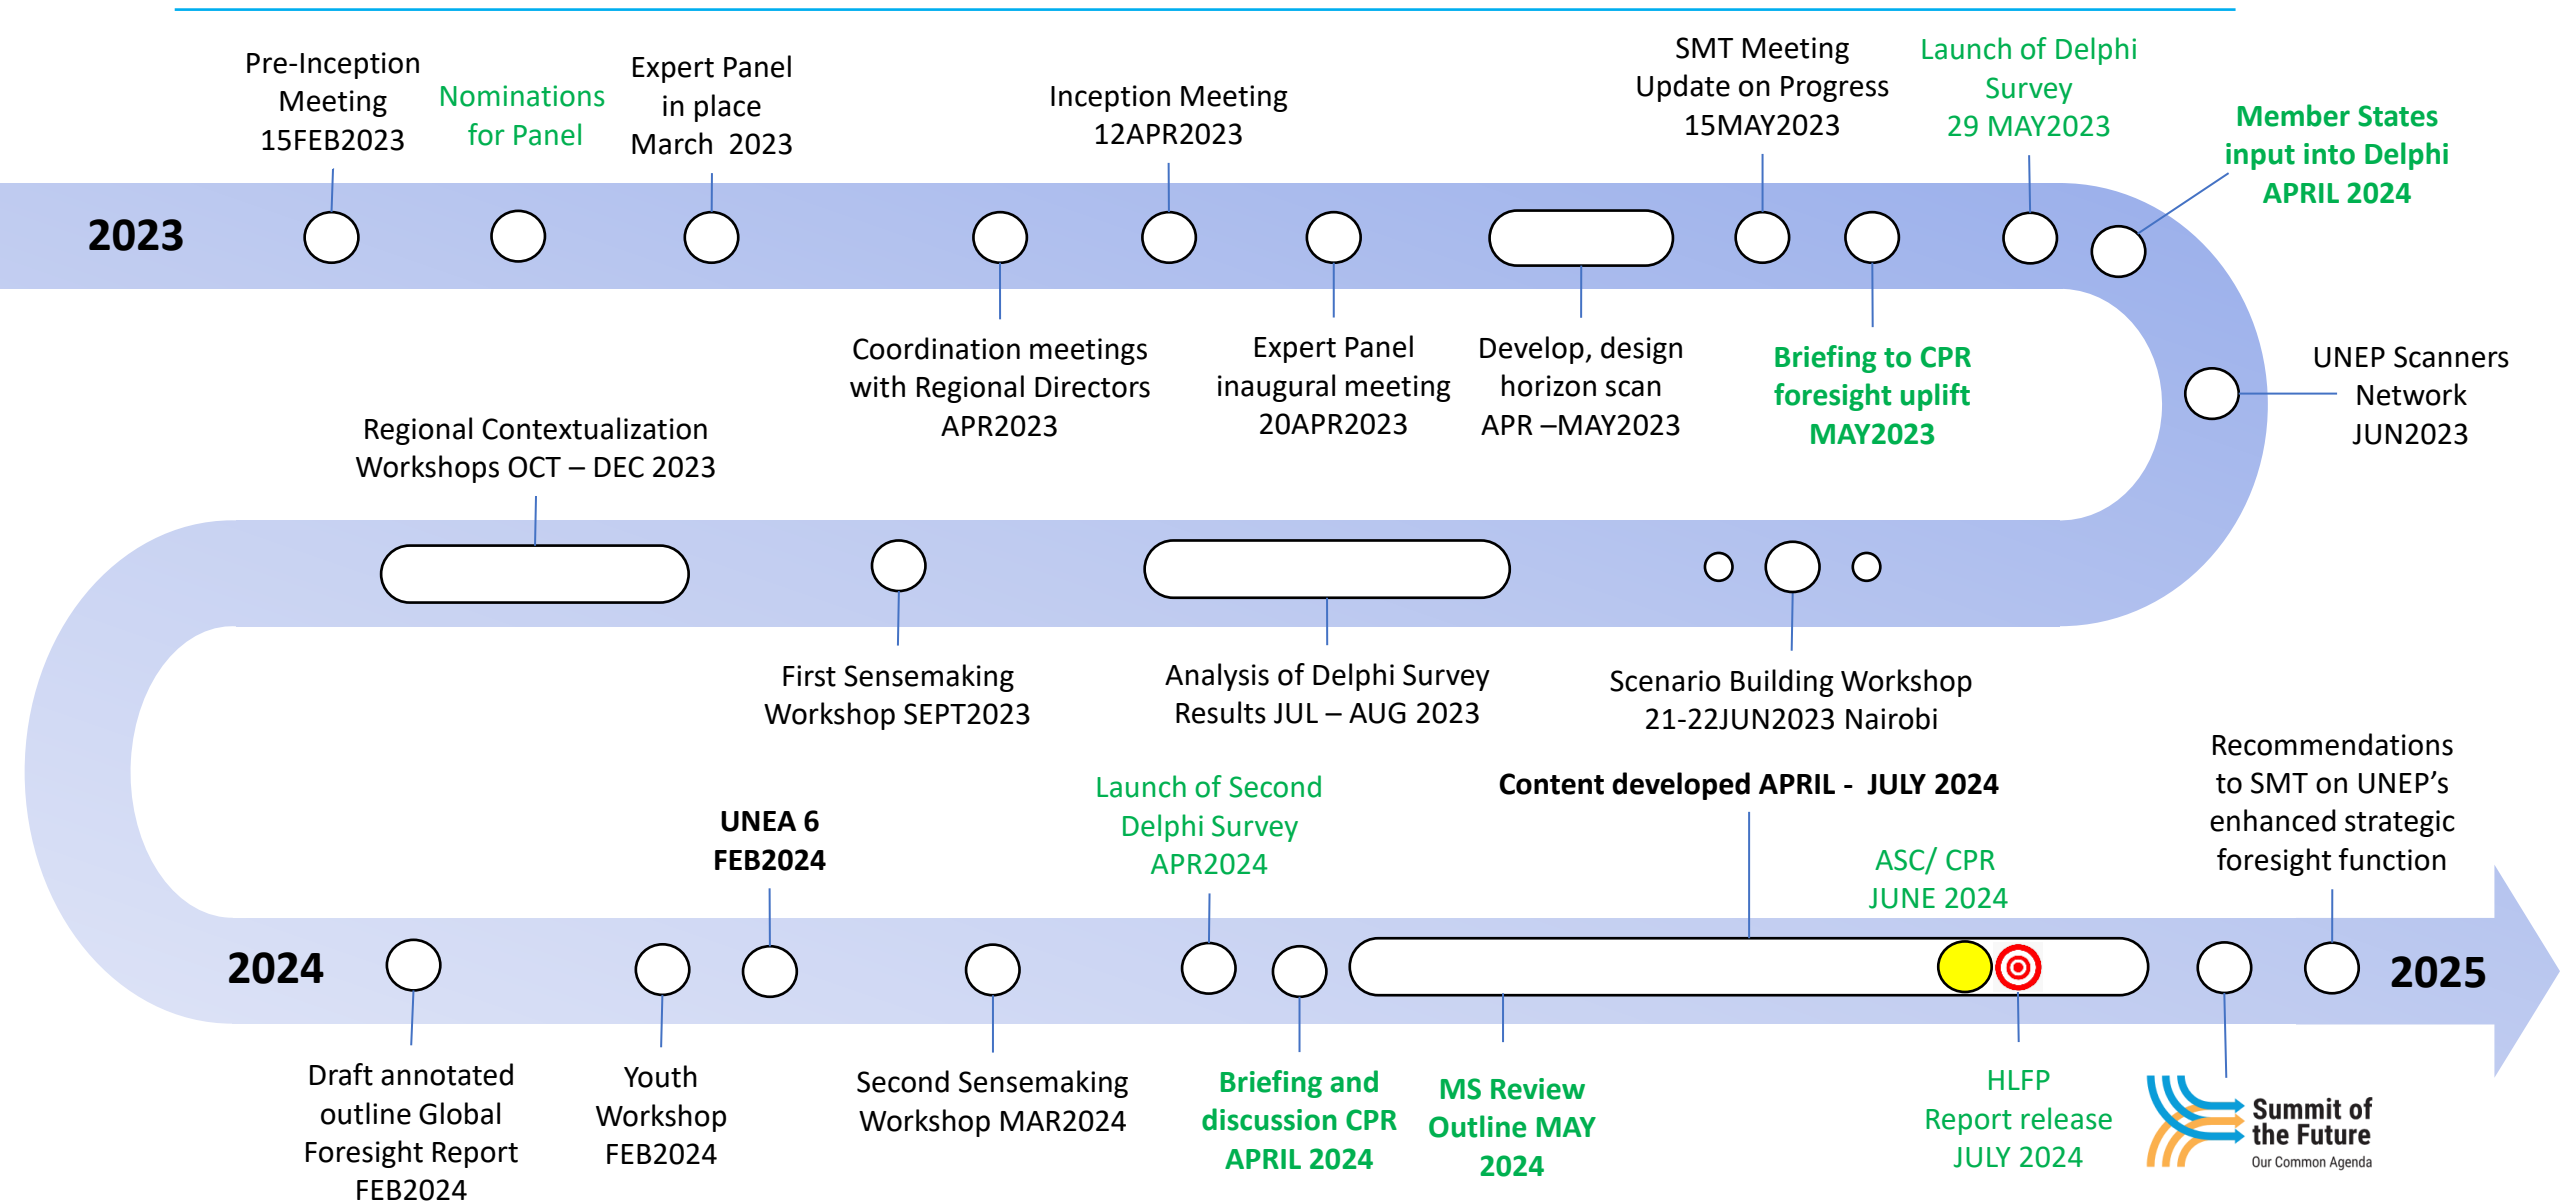 2023
Pre-Inception
Meeting
15FEB2023
Nominations
for Panel
Expert Panel
in place
March 2023
Coordination meetings
with Regional Directors
APR2023
Inception Meeting
12APR2023
Expert Panel
inaugural meeting
20APR2023
Develop, design
horizon scan
APR –MAY2023
SMT Meeting
Update on Progress
15MAY2023
Briefing to CPR
foresight uplift
MAY2023
Launch of Delphi
Survey
29 MAY2023
Member States
input into Delphi
APRIL 2024
UNEP Scanners
Network
JUN2023
Scenario Building Workshop
21-22JUN2023 Nairobi
Analysis of Delphi Survey
Results JUL – AUG 2023
First Sensemaking
Workshop SEPT2023
Regional Contextualization
Workshops OCT – DEC 2023
2024
Draft annotated
outline Global
Foresight Report
FEB2024
Youth
Workshop
FEB2024
UNEA 6
FEB2024
Second Sensemaking
Workshop MAR2024
Launch of Second
Delphi Survey
APR2024
Briefing and
discussion CPR
APRIL 2024
Content developed APRIL - JULY 2024
MS Review
Outline MAY
2024
ASC/ CPR
JUNE 2024
HLFP
Report release
JULY 2024
Summit of
the Future
Our Common Agenda
Recommendations
to SMT on UNEP’s
enhanced strategic
foresight function
2025